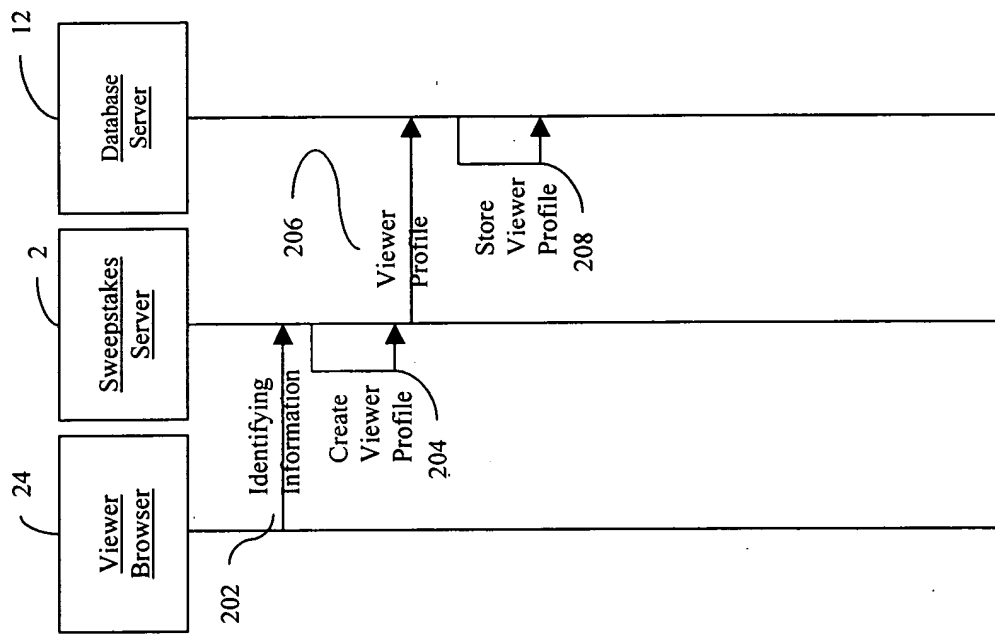 24
Viewer
Browser
2
Sweepstakes
Server
12
Database
Server
202
Identifying
Information
Create
Viewer
Profile
204
206
Viewer
Profile
Store
Viewer
Profile
208